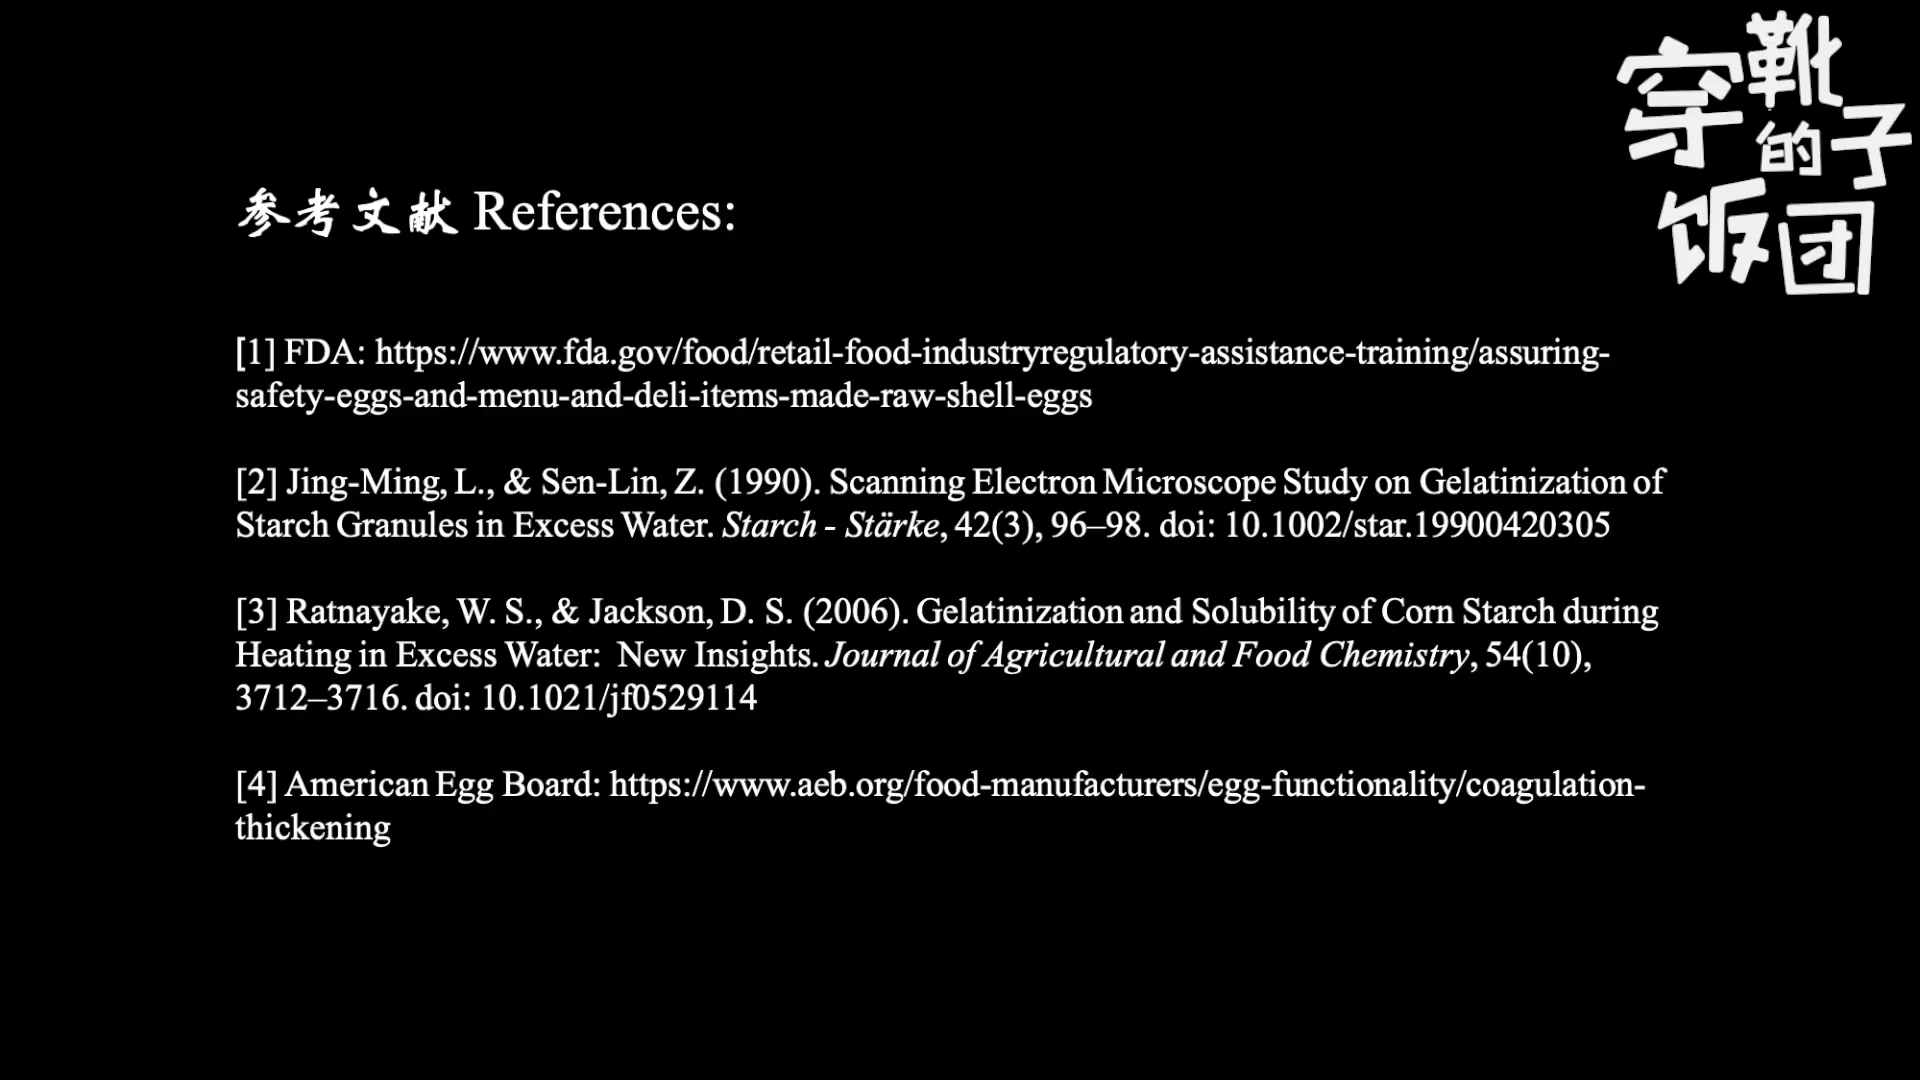 穿靴子的饭团
参考文献 References:
[1] FDA: https://www.fda.gov/food/retail-food-industryregulatory-assistance-training/assuring-
safety-eggs-and-menu-and-deli-items-made-raw-shell-eggs
[2] Jing-Ming, L., & Sen-Lin, Z. (1990). Scanning Electron Microscope Study on Gelatinization of
Starch Granules in Excess Water. Starch - Stärke, 42(3), 96–98. doi: 10.1002/star.19900420305
[3] Ratnayake, W. S., & Jackson, D. S. (2006). Gelatinization and Solubility of Corn Starch during
Heating in Excess Water:  New Insights. Journal of Agricultural and Food Chemistry, 54(10),
3712–3716. doi: 10.1021/jf0529114
[4] American Egg Board: https://www.aeb.org/food-manufacturers/egg-functionality/coagulation-
thickening